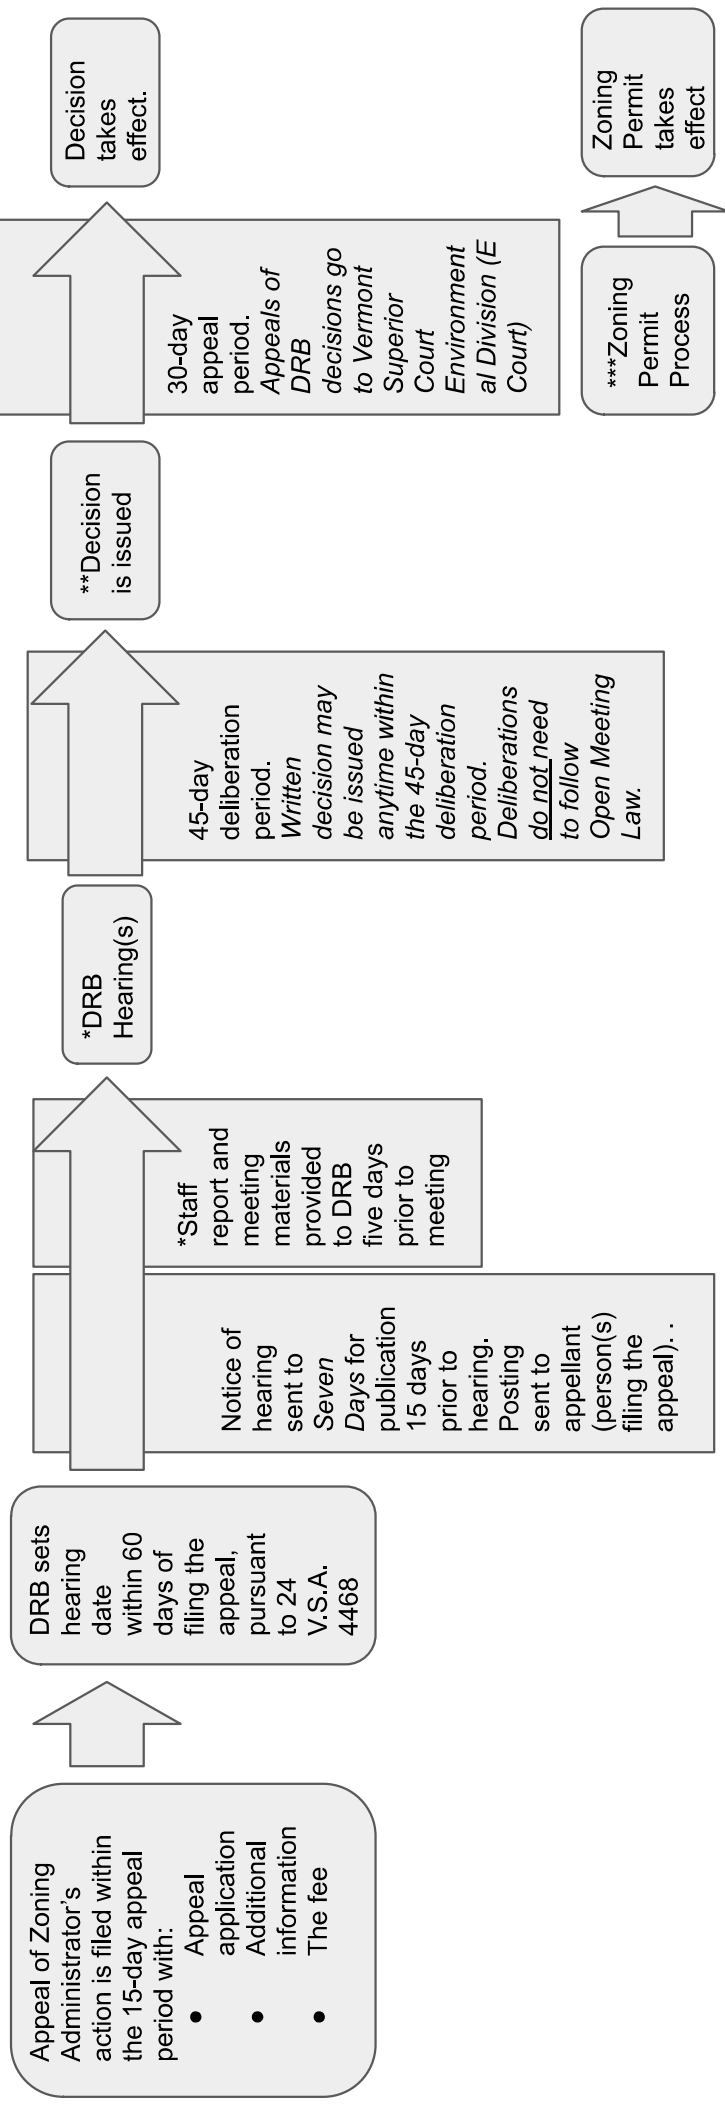 Appeal of Zoning
Administrator's
action is filed within
the 15-day appeal
period with:
● Appeal
application
● Additional
information
● The fee
DRB sets
hearing
date
within 60
days of
filing the
appeal,
pursuant
to 24
V.S.A.
4468
Notice of
hearing
sent to
Seven
Days for
publication
15 days
prior to
hearing.
Posting
sent to
appellant
(person(s)
filing the
appeal). .
*Staff
report and
meeting
materials
provided
to DRB
five days
prior to
meeting
*DRB
Hearing(s)
45-day
deliberation
period.
Written
decision may
be issued
anytime within
the 45-day
deliberation
period.
Deliberations
do not need
to follow
Open Meeting
Law.
**Decision
is issued
30-day
appeal
period.
Appeals of
DRB
decisions go
to Vermont
Superior
Court
Environment
al Division (E
Court)
Decision
takes
effect.
***Zoning
Permit
Process
Zoning
Permit
takes
effect